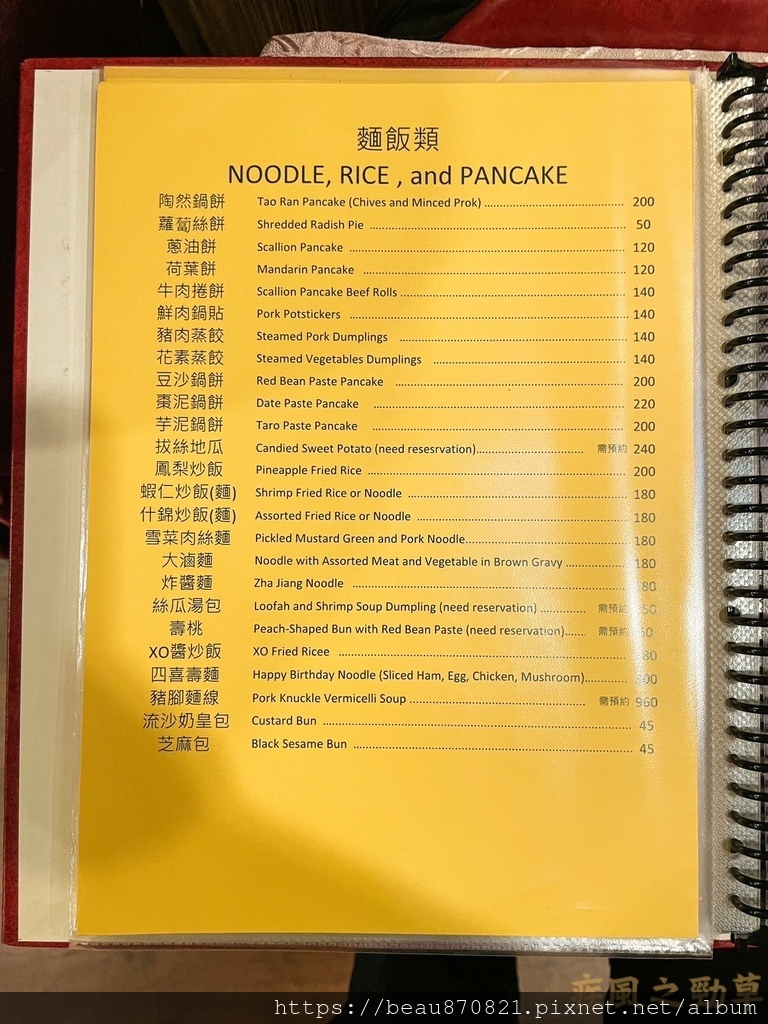 麵飯類
NOODLE, RICE , and PANCAKE
陶然鍋餅 Tao Ran Pancake (Chives and Minced Prok) 200
蘿蔔絲餅 Shredded Radish Pie 50
蔥油餅 Scallion Pancake 120
荷葉餅 Mandarin Pancake 120
牛肉捲餅 Scallion Pancake Beef Rolls 140
鮮肉鍋貼 Pork Potstickers 140
豬肉蒸餃 Steamed Pork Dumplings 140
花素蒸餃 Steamed Vegetables Dumplings 140
豆沙鍋餅 Red Bean Paste Pancake 200
棗泥鍋餅 Date Paste Pancake 220
芋泥鍋餅 Taro Paste Pancake 200
拔絲地瓜 Candied Sweet Potato (need resesrvation) 需預約 240
鳳梨炒飯 Pineapple Fried Rice 200
蝦仁炒飯(麵) Shrimp Fried Rice or Noodle 180
什錦炒飯(麵) Assorted Fried Rice or Noodle 180
雪菜肉絲麵 Pickled Mustard Green and Pork Noodle 180
大滷麵 Noodle with Assorted Meat and Vegetable in Brown Gravy 180
炸醬麵 Zha Jiang Noodle 180
絲瓜湯包 Loofah and Shrimp Soup Dumpling (need reservation) 需預約
壽桃 Peach-Shaped Bun with Red Bean Paste (need reservation) 需預約
XO醬炒飯 XO Fried Ricee
四喜壽麵 Happy Birthday Noodle (Sliced Ham, Egg, Chicken, Mushroom)
豬腳麵線 Pork Knuckle Vermicelli Soup 需預約 960
流沙奶皇包 Custard Bun 45
芝麻包 Black Sesame Bun 45
疾風之勁草
https://beau870821.pixnet.net/album